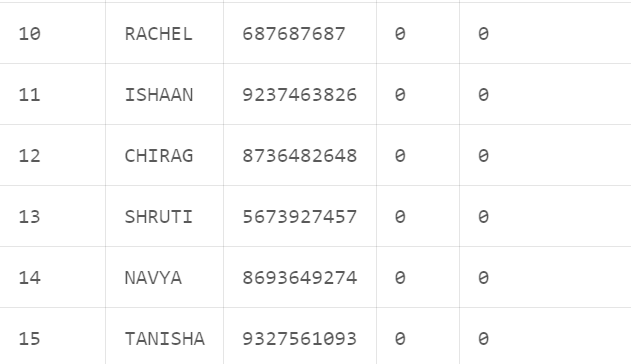 10 RACHEL 687687687 0 0
11 ISHAAN 9237463826 0 0
12 CHIRAG 8736482648 0 0
13 SHRUTI 5673927457 0 0
14 NAVYA 8693649274 0 0
15 TANISHA 9327561093 0 0